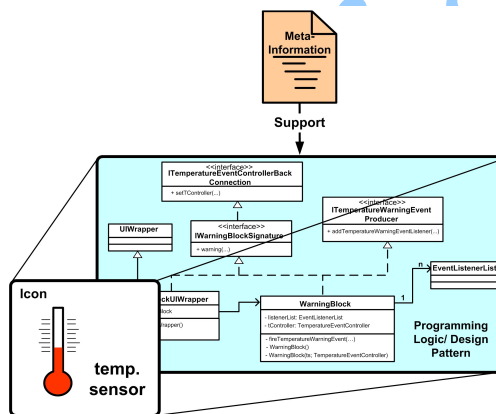 Meta-
Information
Support
<<interface>>
ITemperatureEventControllerBack
Connection
+ setTController(...)
<<interface>>
ITemperatureWarningEvent
Producer
+ addTemperatureWarningEventListener(...)
UIWrapper
<<interface>>
IWarningBlockSignature
+ warning(...)
n
EventListenerList
Icon
ckUIWrapper
lock
rapper()
WarningBlock
- listenerList: EventListenerList
- tController: TemperatureEventController
- fireTemperatureWarningEvent(...)
- WarningBlock()
- WarningBlock(ts; TemperatureEventController)
1
Programming
Logic/ Design
Pattern
temp.
sensor